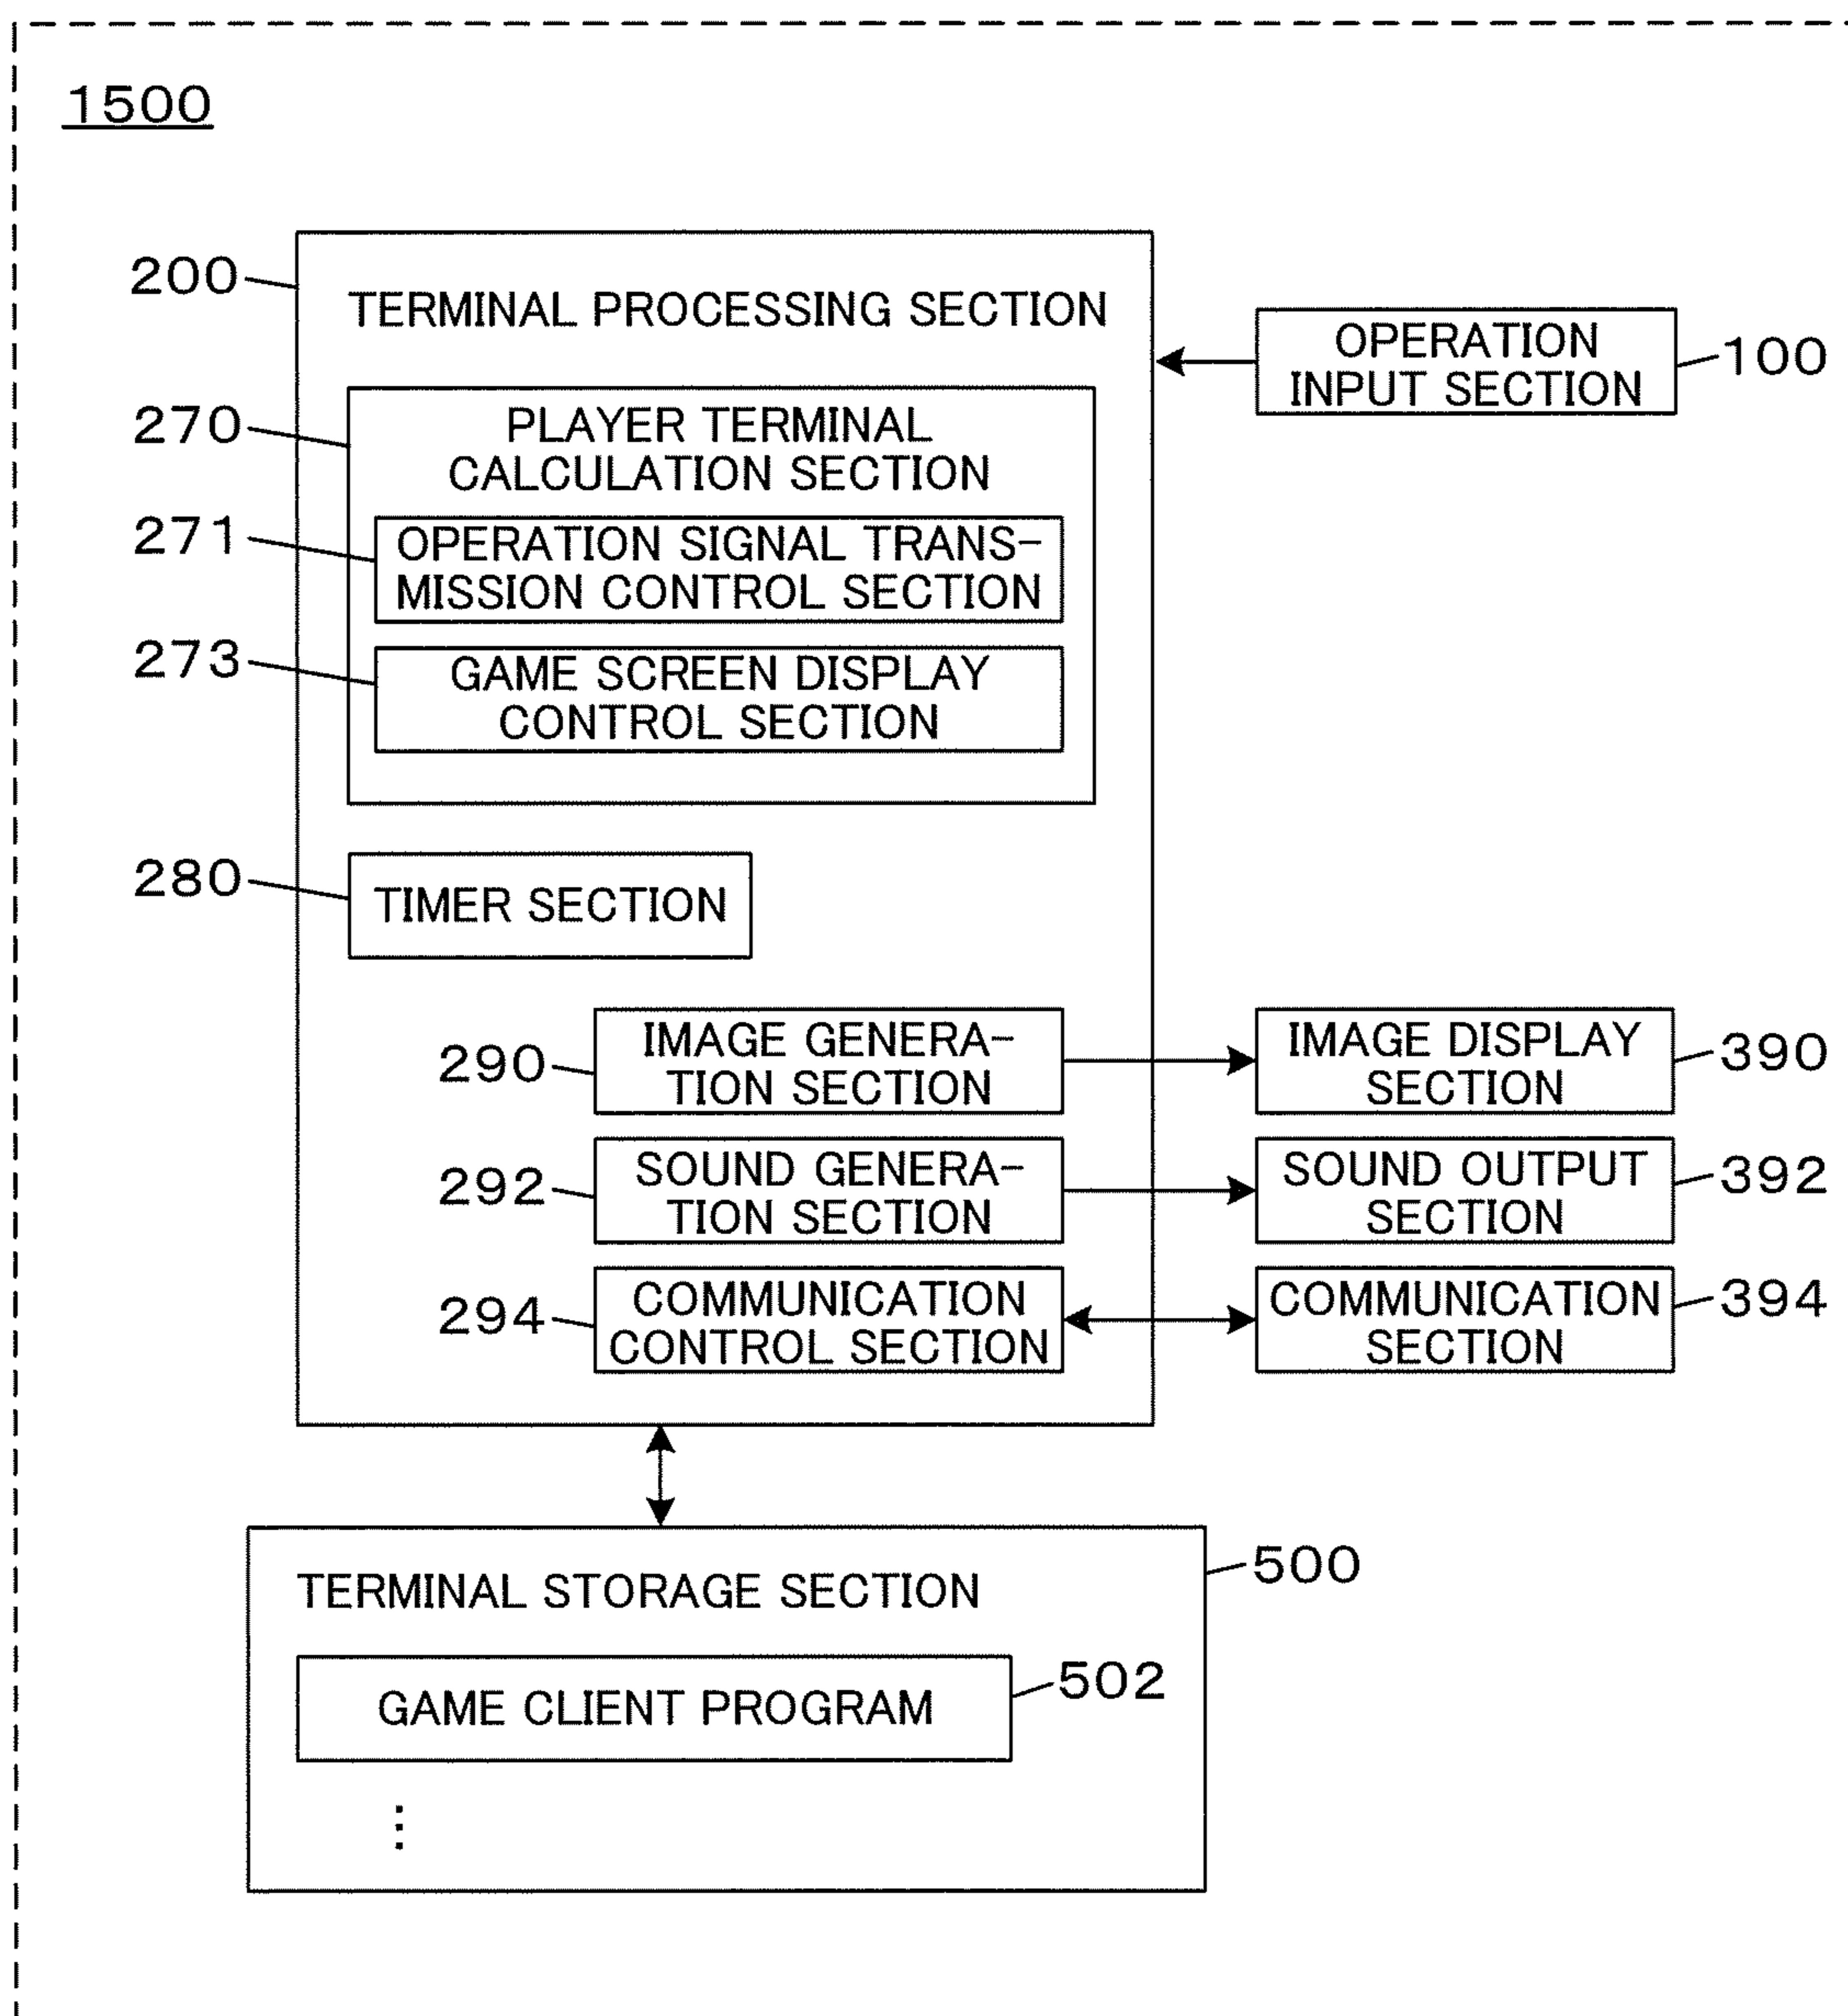 1500
200
TERMINAL PROCESSING SECTION
OPERATION
INPUT SECTION
100
270
PLAYER TERMINAL
CALCULATION SECTION
271
OPERATION SIGNAL TRANS-
MISSION CONTROL SECTION
273
GAME SCREEN DISPLAY
CONTROL SECTION
280
TIMER SECTION
290
IMAGE GENERA-
TION SECTION
IMAGE DISPLAY
SECTION
390
292
SOUND GENERA-
TION SECTION
SOUND OUTPUT
SECTION
392
294
COMMUNICATION
CONTROL SECTION
COMMUNICATION
SECTION
394
TERMINAL STORAGE SECTION
500
GAME CLIENT PROGRAM
502
⋮